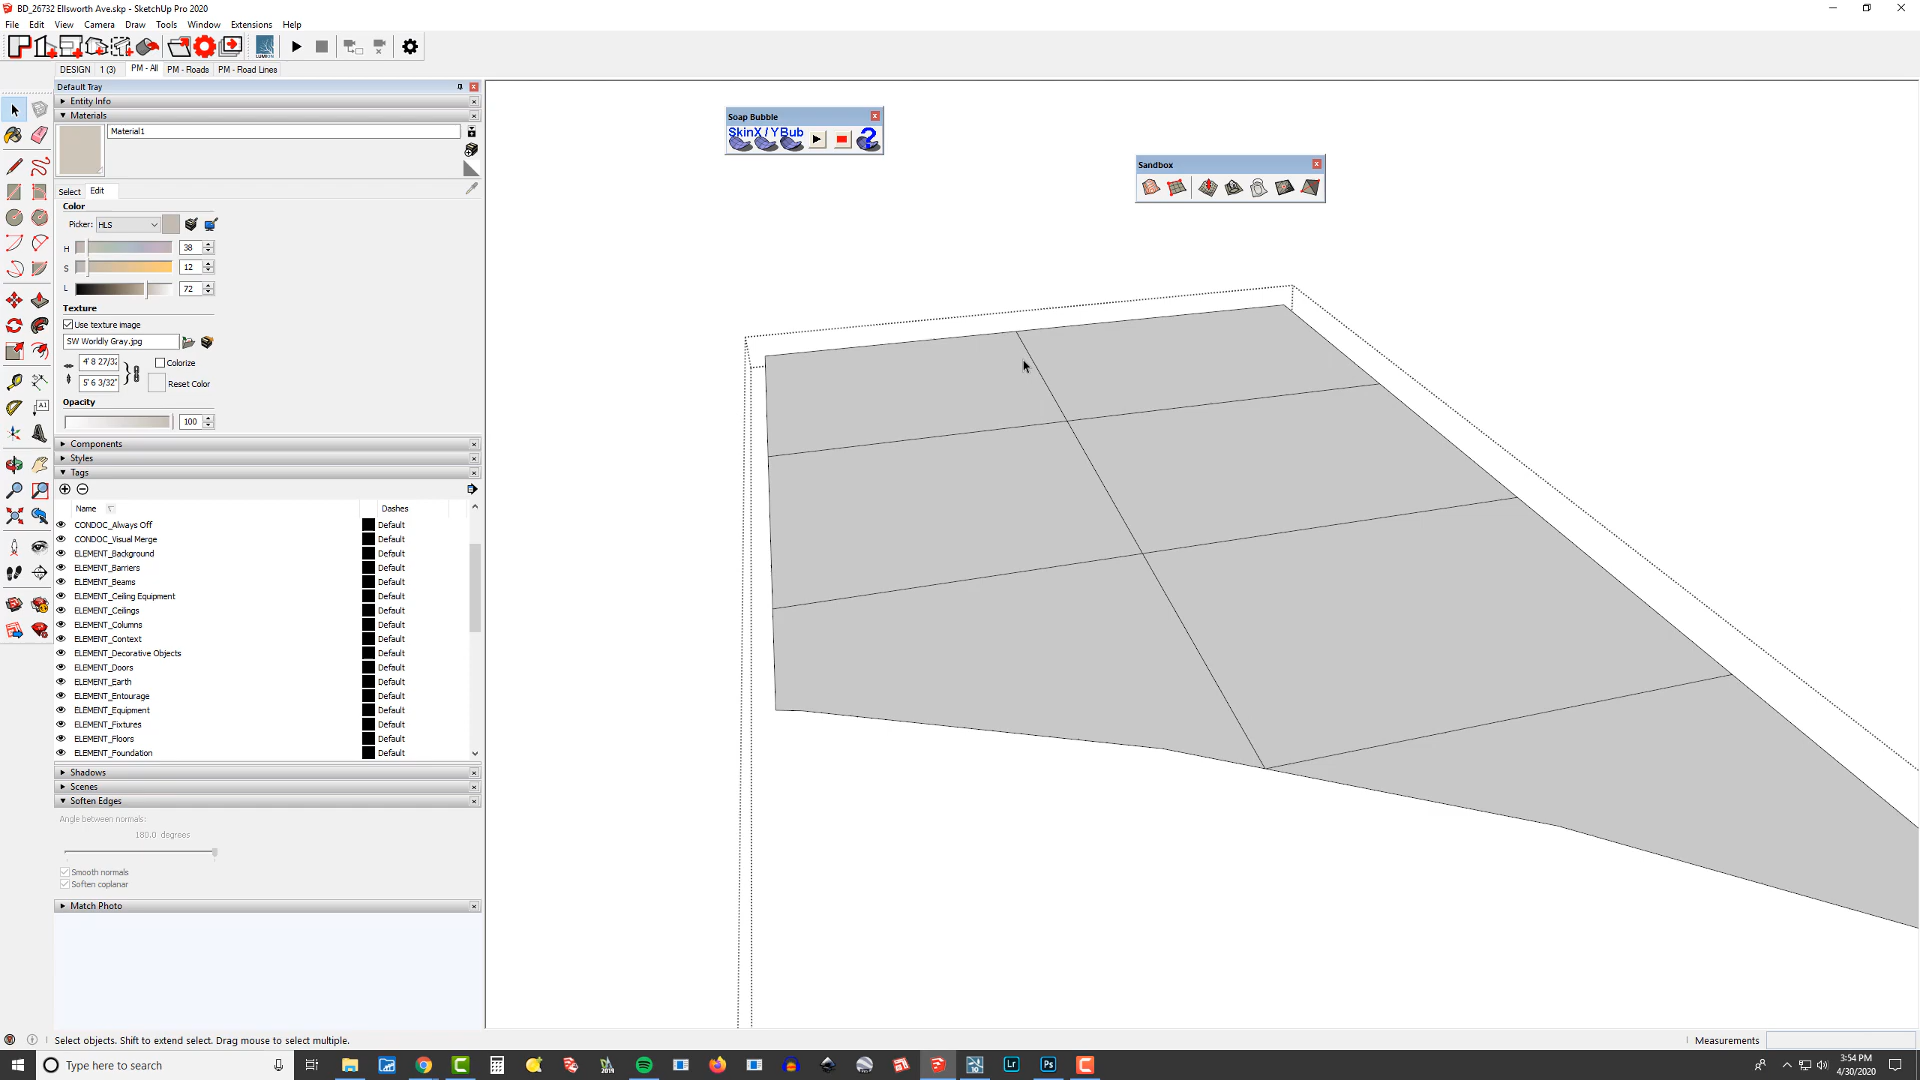 BD_26732 Ellsworth Ave.skp - SketchUp Pro 2020
File Edit View Camera Draw Tools Window Extensions Help
LUMION
DESIGN 1 (3) PM - All PM - Roads PM - Road Lines
Default Tray
Entity Info
Materials
Material1
Select Edit
Color
Picker: HLS
H 38
S 12
L 72
Texture
Use texture image
SW Worldly Gray.jpg
4' 8 27/32 Colorize
5' 6 3/32" Reset Color
Opacity
100
Components
Styles
Tags
Name Dashes
CONDOC_Always Off Default
CONDOC_Visual Merge Default
ELEMENT_Background Default
ELEMENT_Barriers Default
ELEMENT_Beams Default
ELEMENT_Ceiling Equipment Default
ELEMENT_Ceilings Default
ELEMENT_Columns Default
ELEMENT_Context Default
ELEMENT_Decorative Objects Default
ELEMENT_Doors Default
ELEMENT_Earth Default
ELEMENT_Entourage Default
ELEMENT_Equipment Default
ELEMENT_Fixtures Default
ELEMENT_Floors Default
ELEMENT_Foundation Default
Shadows
Scenes
Soften Edges
Angle between normals:
180.0 degrees
Smooth normals
Soften coplanar
Match Photo
Soap Bubble
SkinX / YBub
?
Sandbox
Select objects. Shift to extend select. Drag mouse to select multiple.
Measurements
Type here to search
Lr
Ps
3:54 PM
4/30/2020